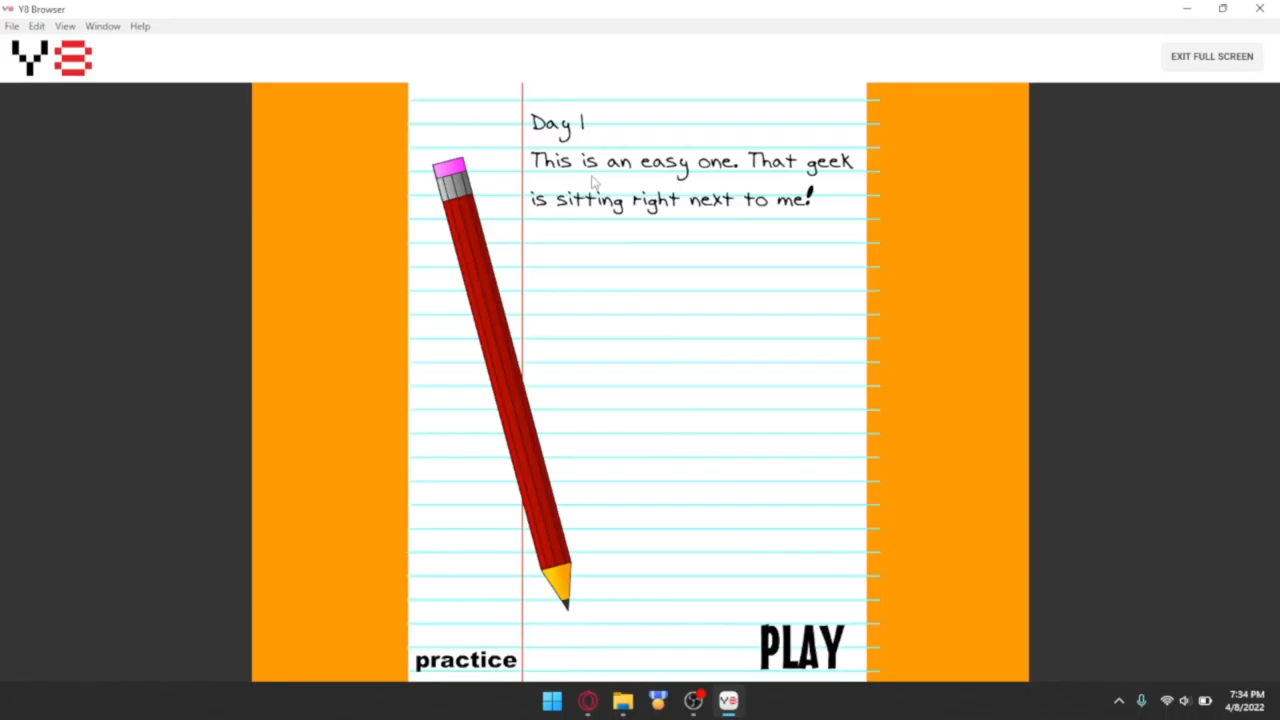 Y8 Browser
File Edit View Window Help
Y8
EXIT FULL SCREEN
Day 1
This is an easy one. That geek
is sitting right next to me!
practice
PLAY
7:34 PM
4/8/2022